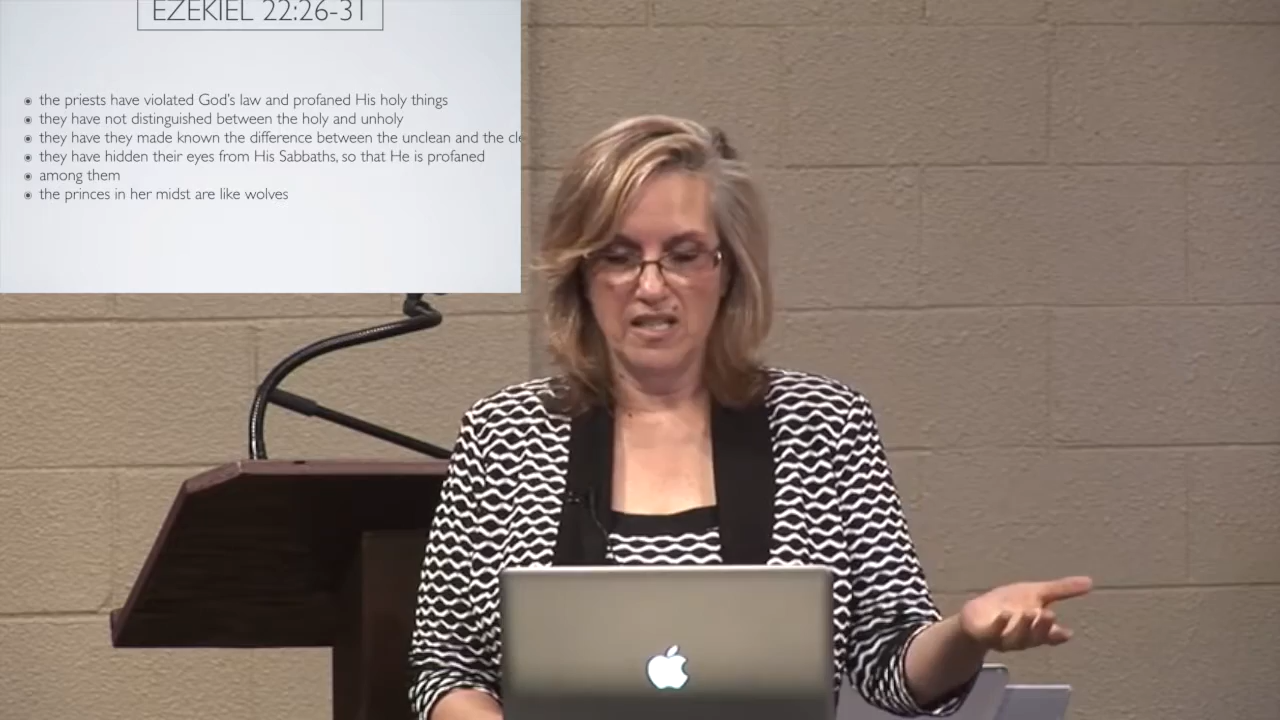 EZEKIEL 22:26-31
◉ the priests have violated God's law and profaned His holy things
◉ they have not distinguished between the holy and unholy
◉ they have they made known the difference between the unclean and the cle
◉ they have hidden their eyes from His Sabbaths, so that He is profaned
◉ among them
◉ the princes in her midst are like wolves